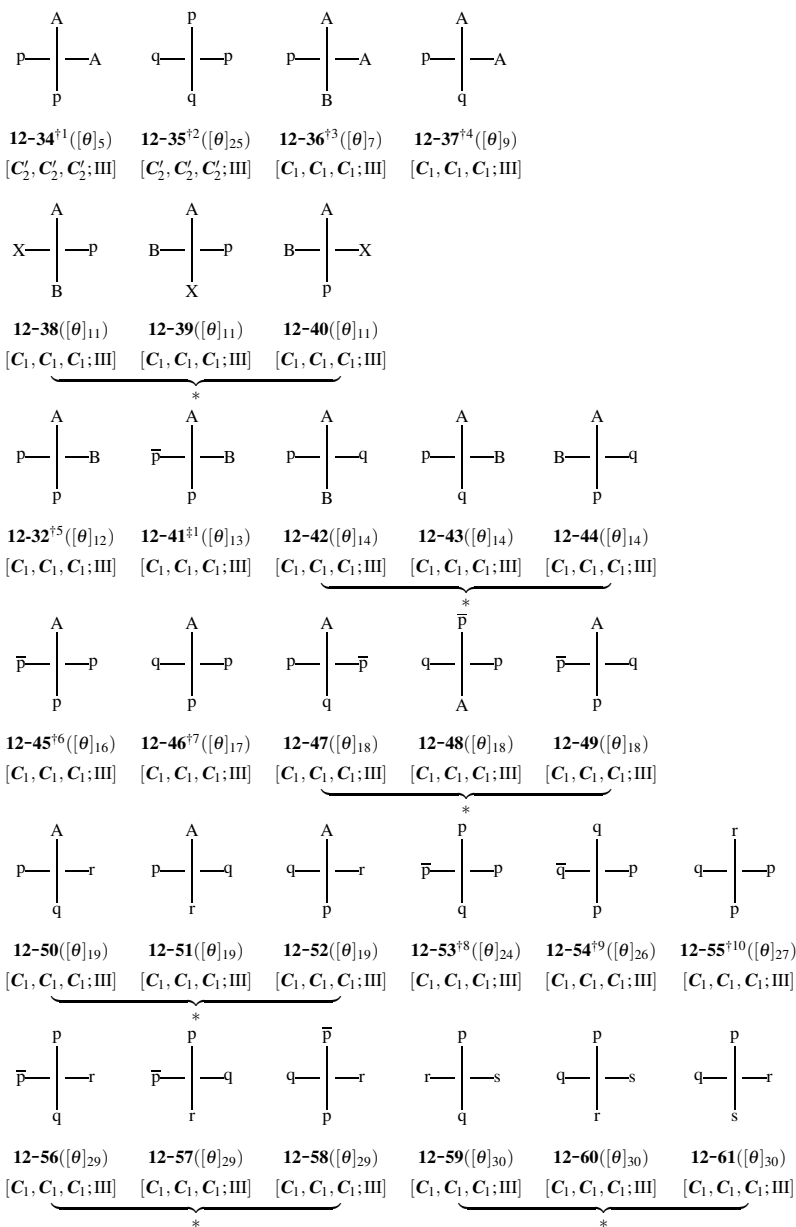 A A p A A p A A
p A q p p A p A
p q B q
12-34†1([θ]5) 12-35†2([θ]25) 12-36†3([θ]7) 12-37†4([θ]9)
[C′2, C′2, C′2; III] [C′2, C′2, C′2; III] [C1, C1, C1; III] [C1, C1, C1; III]
A A A
X p B p B X
B X p
12-38([θ]11) 12-39([θ]11) 12-40([θ]11)
[C1, C1, C1; III] [C1, C1, C1; III] [C1, C1, C1; III]
*
A A A A A
p B p̅ B p q p B B q
p p B q p
12-32†5([θ]12) 12-41‡1([θ]13) 12-42([θ]14) 12-43([θ]14) 12-44([θ]14)
[C1, C1, C1; III] [C1, C1, C1; III] [C1, C1, C1; III] [C1, C1, C1; III] [C1, C1, C1; III]
*
A A A p̅ A
p̅ p q p p p̅ q p p̅ q
p p q A p
12-45†6([θ]16) 12-46†7([θ]17) 12-47([θ]18) 12-48([θ]18) 12-49([θ]18)
[C1, C1, C1; III] [C1, C1, C1; III] [C1, C1, C1; III] [C1, C1, C1; III] [C1, C1, C1; III]
*
A A A p q r
p r p q q r p̅ p q̅ p q p
q r p q p p
12-50([θ]19) 12-51([θ]19) 12-52([θ]19) 12-53†8([θ]24) 12-54†9([θ]26) 12-55†10([θ]27)
[C1, C1, C1; III] [C1, C1, C1; III] [C1, C1, C1; III] [C1, C1, C1; III] [C1, C1, C1; III] [C1, C1, C1; III]
*
p p p̅ p p p
p̅ r p̅ q q r r s q s q r
q r p q r s
12-56([θ]29) 12-57([θ]29) 12-58([θ]29) 12-59([θ]30) 12-60([θ]30) 12-61([θ]30)
[C1, C1, C1; III] [C1, C1, C1; III] [C1, C1, C1; III] [C1, C1, C1; III] [C1, C1, C1; III] [C1, C1, C1; III]
* *